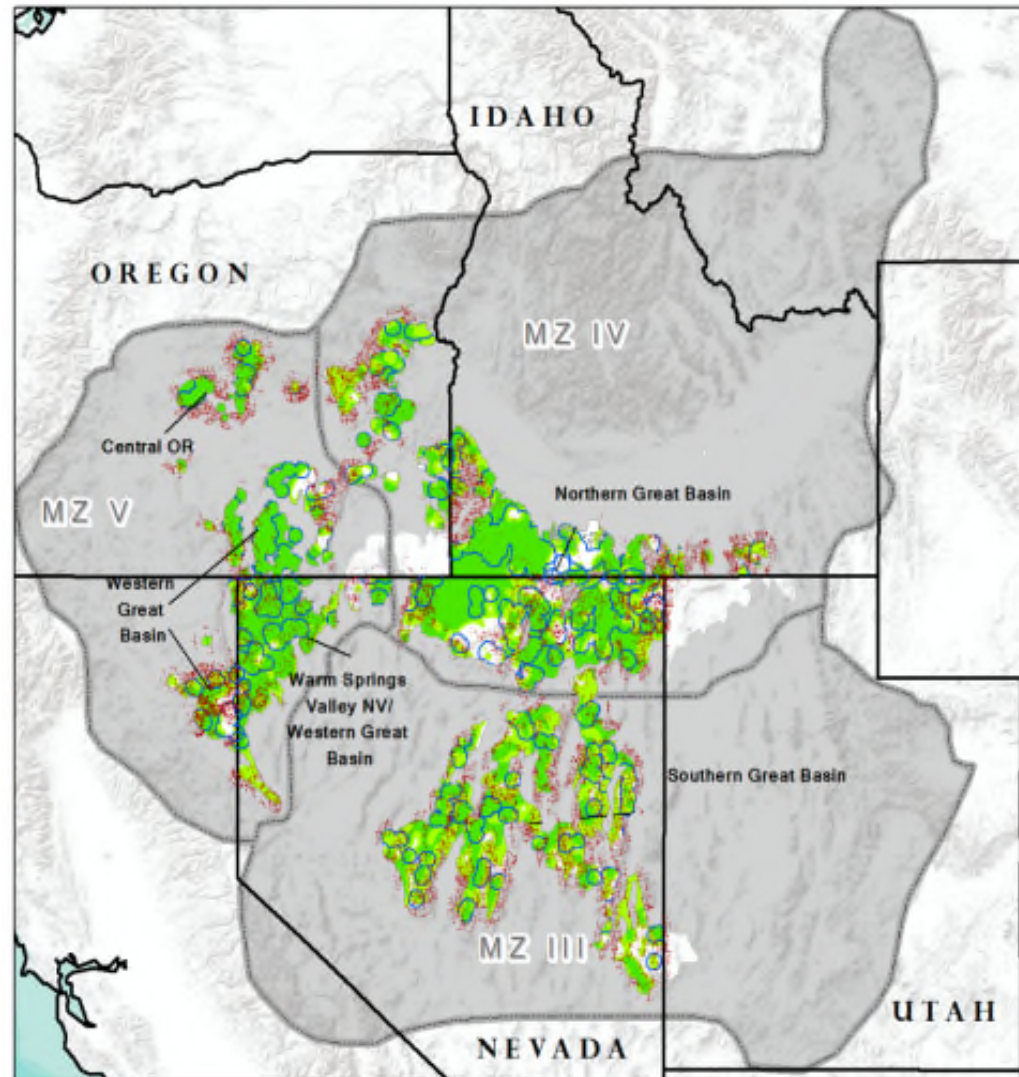 IDAHO
OREGON
MZ IV
Central OR
Northern Great Basin
MZ V
Western
Great
Basin
Warm Springs
Valley NV/
Western Great
Basin
Southern Great Basin
MZ III
UTAH
NEVADA